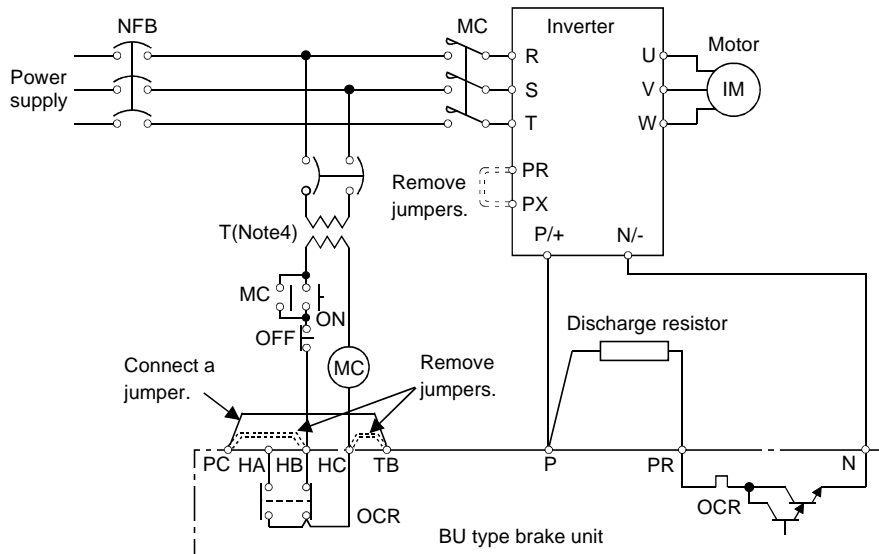 NFB
MC
Inverter
Motor
Power
supply
R
S
T
U
V
W
IM
Remove
jumpers.
PR
PX
P/+
N/-
T(Note4)
MC
ON
OFF
MC
Discharge resistor
Connect a
jumper.
Remove
jumpers.
PC
HA
HB
HC
TB
P
PR
N
OCR
OCR
BU type brake unit